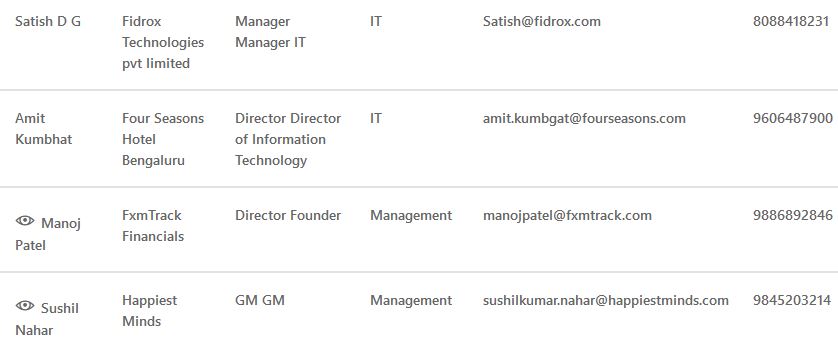 Satish D G Fidrox Manager IT Satish@fidrox.com 8088418231
Technologies Manager IT
pvt limited
Amit Four Seasons Director Director IT amit.kumbgat@fourseasons.com 9606487900
Kumbhat Hotel of Information
Bengaluru Technology
Manoj FxmTrack Director Founder Management manojpatel@fxmtrack.com 9886892846
Patel Financials
Sushil Happiest GM GM Management sushilkumar.nahar@happiestminds.com 9845203214
Nahar Minds